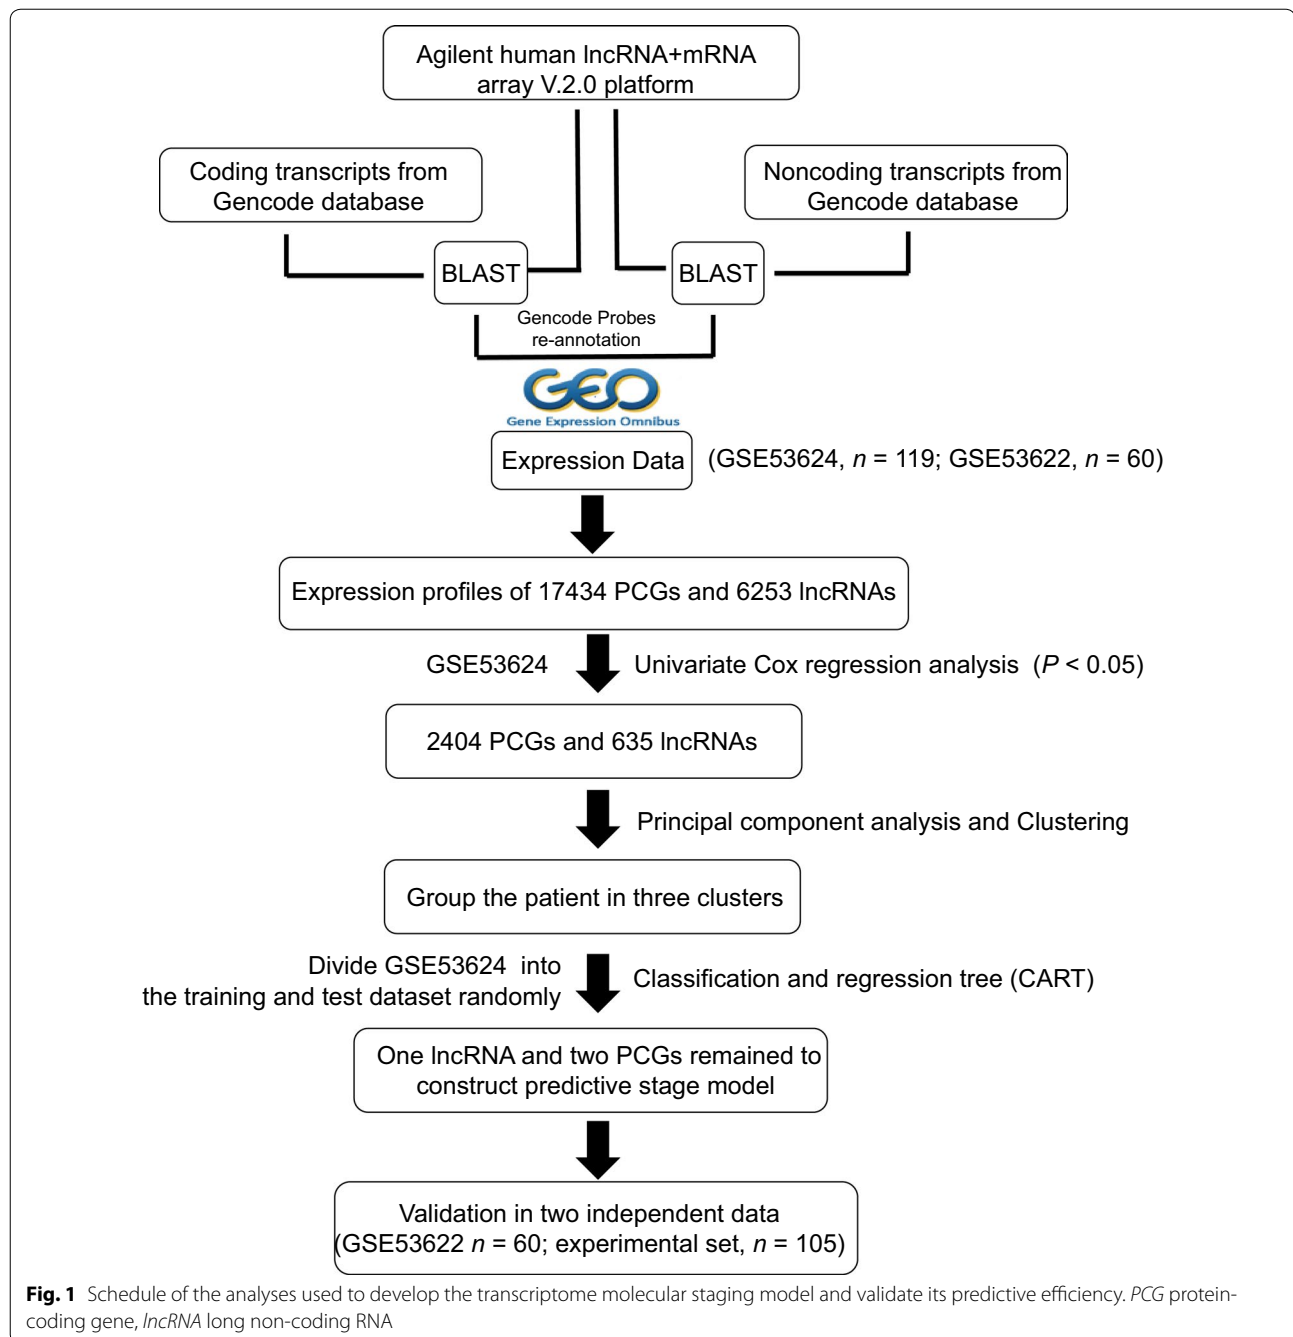 Agilent human lncRNA+mRNA
array V.2.0 platform
Coding transcripts from
Gencode database
Noncoding transcripts from
Gencode database
BLAST
BLAST
Gencode Probes
re-annotation
GEO
Gene Expression Omnibus
Expression Data
(GSE53624, n = 119; GSE53622, n = 60)
Expression profiles of 17434 PCGs and 6253 lncRNAs
GSE53624
Univariate Cox regression analysis (P < 0.05)
2404 PCGs and 635 lncRNAs
Principal component analysis and Clustering
Group the patient in three clusters
Divide GSE53624 into
the training and test dataset randomly
Classification and regression tree (CART)
One lncRNA and two PCGs remained to
construct predictive stage model
Validation in two independent data
(GSE53622 n = 60; experimental set, n = 105)
Fig. 1 Schedule of the analyses used to develop the transcriptome molecular staging model and validate its predictive efficiency. PCG protein-
coding gene, lncRNA long non-coding RNA